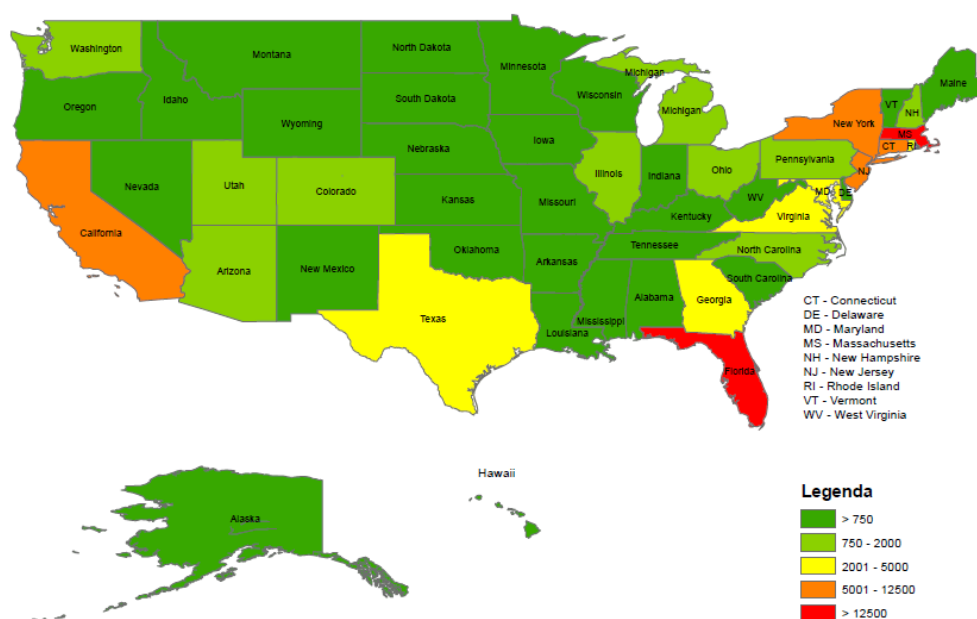 Washington
Montana
North Dakota
Minnesota
Michigan
Maine
VT
NH
Oregon
Idaho
South Dakota
Wisconsin
Michigan
New York
MS
Wyoming
Iowa
CT
RI
Nebraska
Pennsylvania
NJ
Nevada
Utah
Colorado
Illinois
Indiana
Ohio
MD
DE
Kansas
Missouri
WV
Kentucky
Virginia
California
Oklahoma
Tennessee
North Carolina
Arizona
New Mexico
Arkansas
South Carolina
Texas
Mississippi
Alabama
Georgia
Louisiana
Florida
CT - Connecticut
DE - Delaware
MD - Maryland
MS - Massachusetts
NH - New Hampshire
NJ - New Jersey
RI - Rhode Island
VT - Vermont
WV - West Virginia
Hawaii
Alaska
Legenda
> 750
750 - 2000
2001 - 5000
5001 - 12500
> 12500